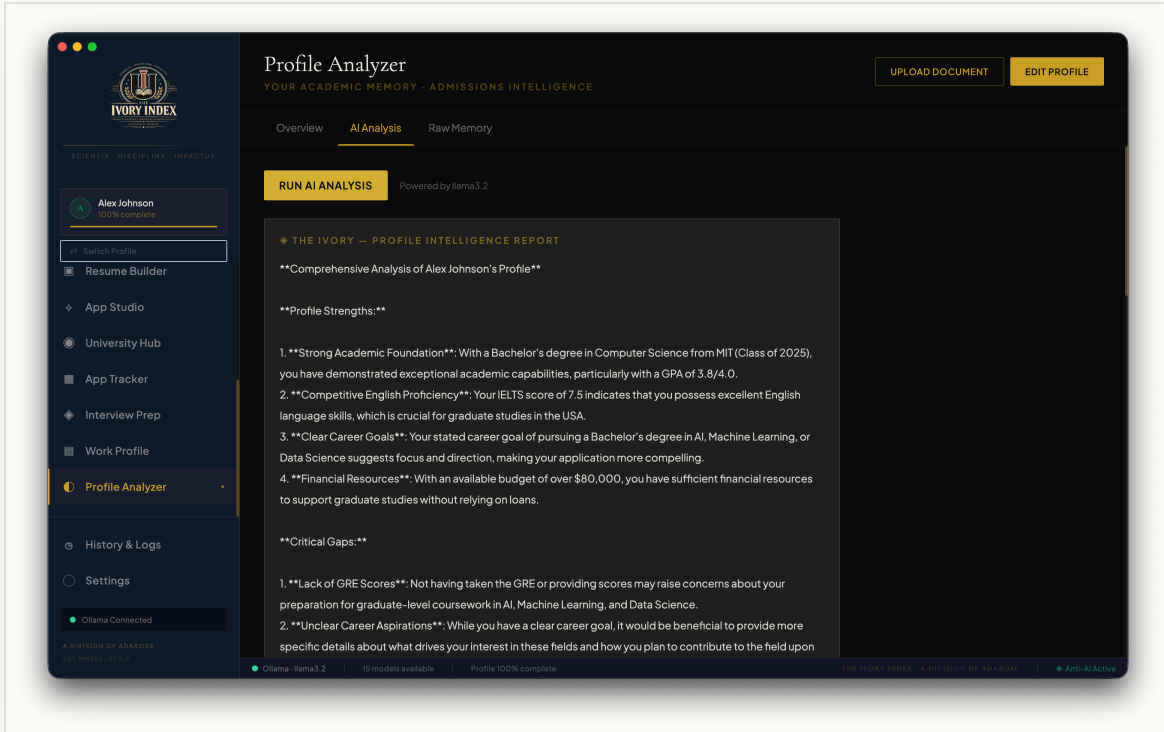 THE
IVORY INDEX
SCIENTIA · DISCIPLINA · IMPACTUS
A
Alex Johnson
100% complete
Switch Profile
Resume Builder
App Studio
University Hub
App Tracker
Interview Prep
Work Profile
Profile Analyzer
History & Logs
Settings
Ollama Connected
A DIVISION OF ADAROSE
EST. MMXXV · V1.0.0
Profile Analyzer
YOUR ACADEMIC MEMORY · ADMISSIONS INTELLIGENCE
UPLOAD DOCUMENT
EDIT PROFILE
Overview
AI Analysis
Raw Memory
RUN AI ANALYSIS
Powered by llama3.2
◈ THE IVORY — PROFILE INTELLIGENCE REPORT
**Comprehensive Analysis of Alex Johnson's Profile**
**Profile Strengths:**
1. **Strong Academic Foundation**: With a Bachelor's degree in Computer Science from MIT (Class of 2025),
you have demonstrated exceptional academic capabilities, particularly with a GPA of 3.8/4.0.
2. **Competitive English Proficiency**: Your IELTS score of 7.5 indicates that you possess excellent English
language skills, which is crucial for graduate studies in the USA.
3. **Clear Career Goals**: Your stated career goal of pursuing a Bachelor's degree in AI, Machine Learning, or
Data Science suggests focus and direction, making your application more compelling.
4. **Financial Resources**: With an available budget of over $80,000, you have sufficient financial resources
to support graduate studies without relying on loans.
**Critical Gaps:**
1. **Lack of GRE Scores**: Not having taken the GRE or providing scores may raise concerns about your
preparation for graduate-level coursework in AI, Machine Learning, and Data Science.
2. **Unclear Career Aspirations**: While you have a clear career goal, it would be beneficial to provide more
specific details about what drives your interest in these fields and how you plan to contribute to the field upon
Ollama · llama3.2
15 models available
Profile 100% complete
THE IVORY INDEX · A DIVISION OF ADAROSE
◈ Anti-AI Active